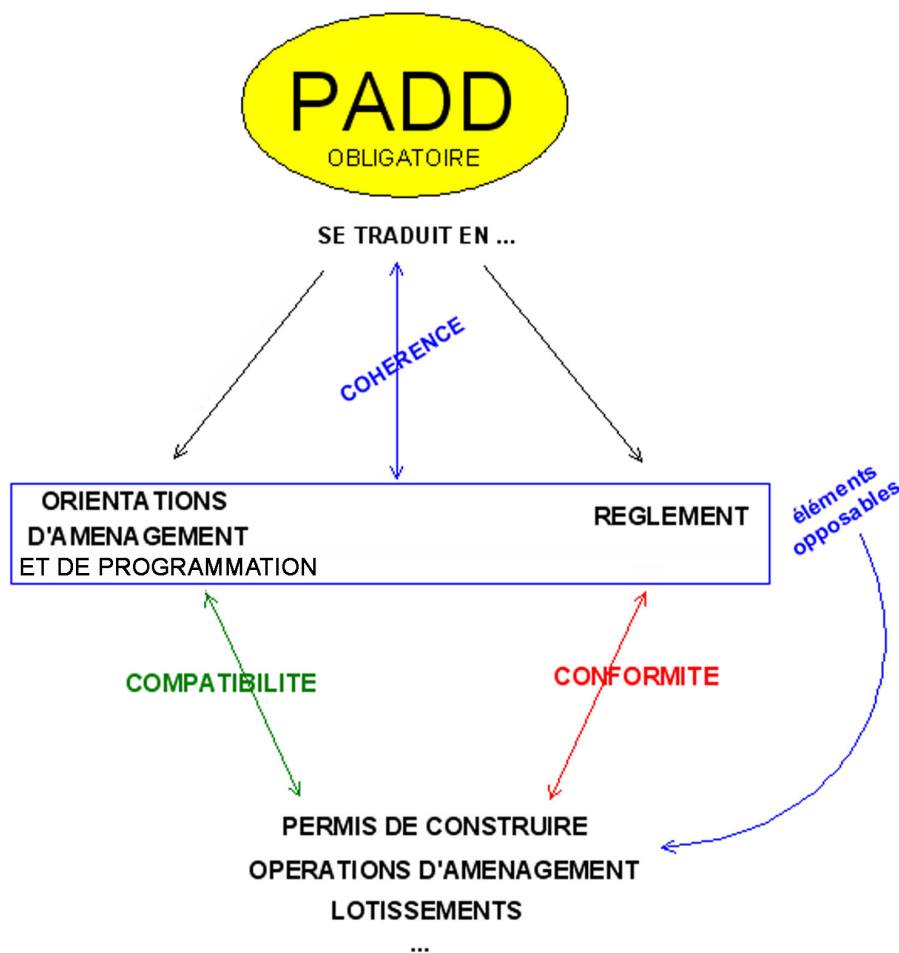 PADD
OBLIGATOIRE
SE TRADUIT EN ...
COHERENCE
ORIENTATIONS
D'AMENAGEMENT
ET DE PROGRAMMATION
REGLEMENT
éléments
opposables
COMPATIBILITE
CONFORMITE
PERMIS DE CONSTRUIRE
OPERATIONS D'AMENAGEMENT
LOTISSEMENTS
...